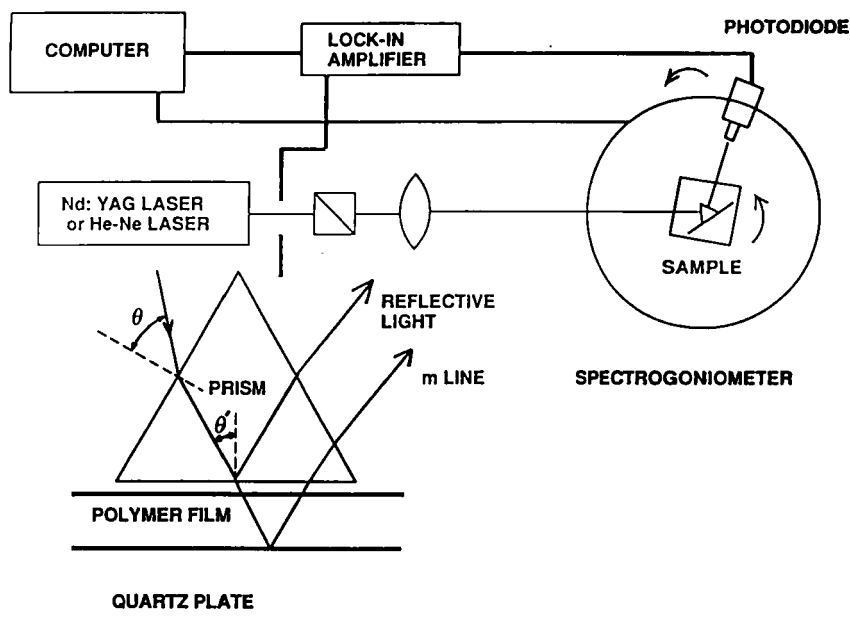 PHOTODIODE
COMPUTER
LOCK-IN
AMPLIFIER
Nd: YAG LASER
or He-Ne LASER
SAMPLE
SPECTROGONIOMETER
θ
REFLECTIVE
LIGHT
m LINE
PRISM
θ′
POLYMER FILM
QUARTZ PLATE